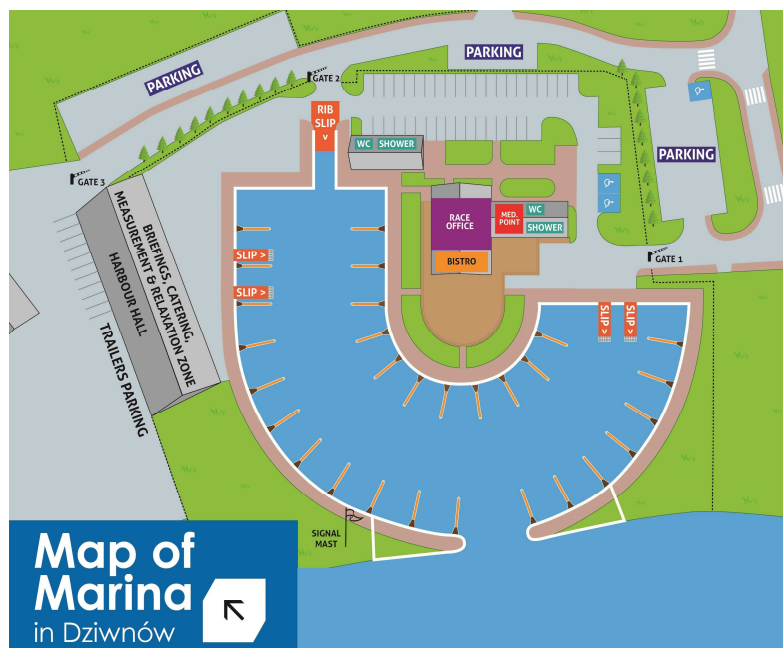 PARKING
PARKING
GATE 2
RIB
SLIP
v
WC SHOWER
PARKING
GATE 3
RACE
OFFICE
MED.
POINT
WC
SHOWER
BISTRO
GATE 1
SLIP >
SLIP >
SLIP >
SLIP >
BRIEFINGS, CATERING,
MEASUREMENT & RELAXATION ZONE
HARBOUR HALL
TRAILERS PARKING
SIGNAL
MAST
Map of
Marina
in Dziwnów